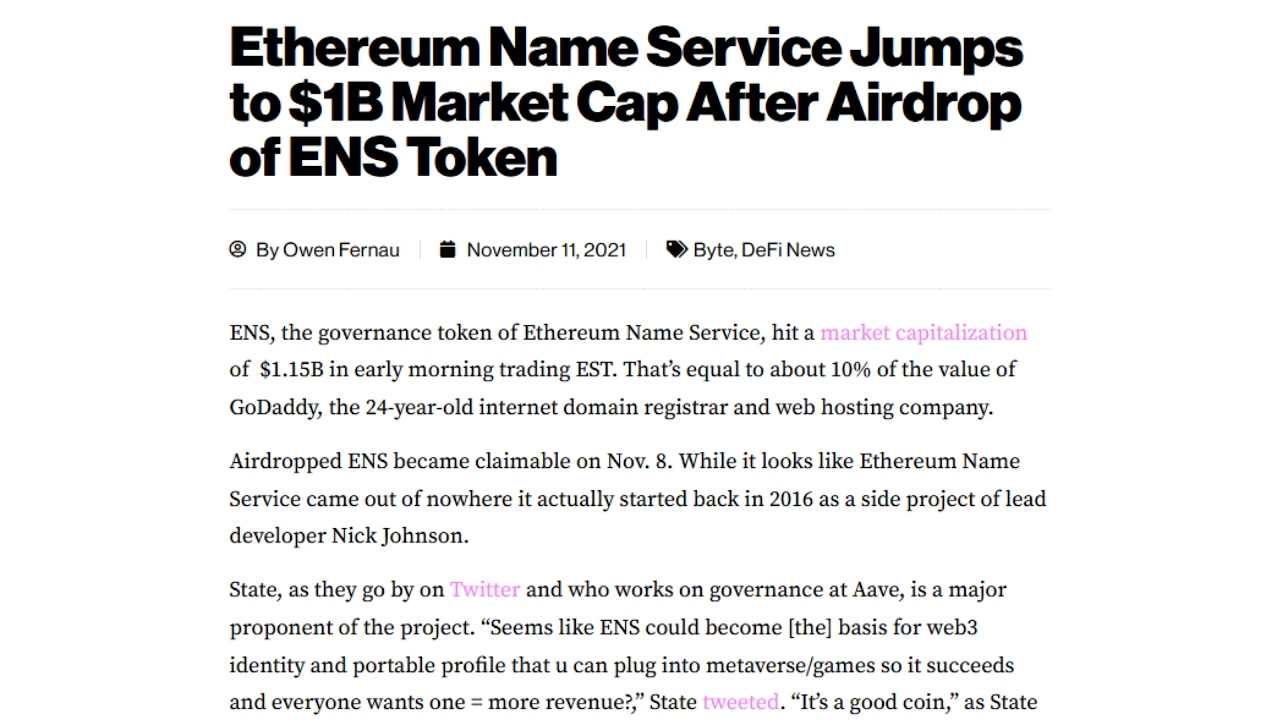 Ethereum Name Service Jumps
to $1B Market Cap After Airdrop
of ENS Token
By Owen Fernau November 11, 2021 Byte, DeFi News
ENS, the governance token of Ethereum Name Service, hit a market capitalization
of  $1.15B in early morning trading EST. That’s equal to about 10% of the value of
GoDaddy, the 24-year-old internet domain registrar and web hosting company.
Airdropped ENS became claimable on Nov. 8. While it looks like Ethereum Name
Service came out of nowhere it actually started back in 2016 as a side project of lead
developer Nick Johnson.
State, as they go by on Twitter and who works on governance at Aave, is a major
proponent of the project. “Seems like ENS could become [the] basis for web3
identity and portable profile that u can plug into metaverse/games so it succeeds
and everyone wants one = more revenue?,” State tweeted. “It’s a good coin,” as State